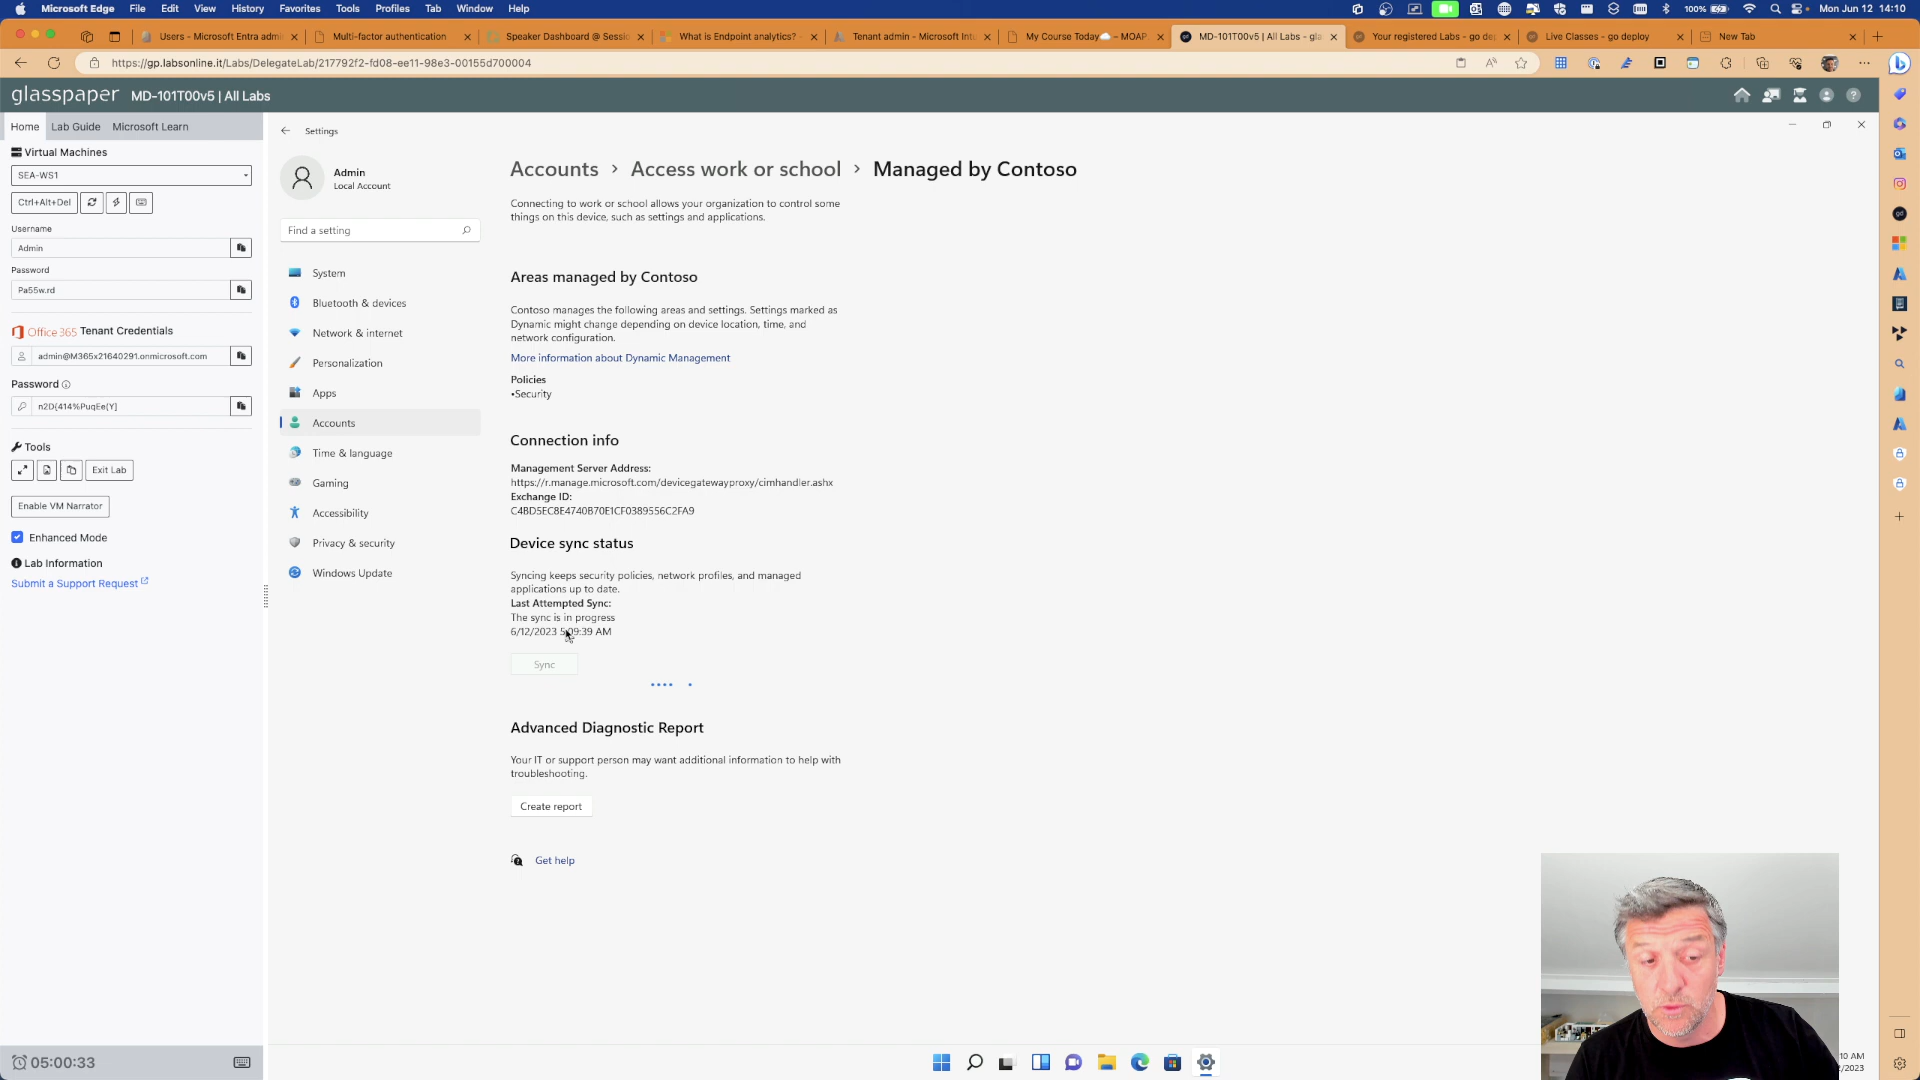 Microsoft Edge File Edit View History Favorites Tools Profiles Tab Window Help 100% Mon Jun 12 14:10
Users - Microsoft Entra admin Multi-factor authentication Speaker Dashboard @ Sessio What is Endpoint analytics? - Tenant admin - Microsoft Int My Course Today – MOAP MD-101T00v5 | All Labs - gla Your registered Labs - go de Live Classes - go deploy New Tab
https://gp.labsonline.it/Labs/DelegateLab/217792f2-fd08-ee11-98e3-00155d700004
glasspaper MD-101T00v5 | All Labs
Home Lab Guide Microsoft Learn
Virtual Machines
SEA-WS1
Ctrl+Alt+Del
Username
Admin
Password
Pa55w.rd
Office 365 Tenant Credentials
admin@M365x21640291.onmicrosoft.com
Password
n2D(414%PuqEe(Y]
Tools
Exit Lab
Enable VM Narrator
Enhanced Mode
Lab Information
Submit a Support Request
05:00:33
Settings
Admin
Local Account
Find a setting
System
Bluetooth & devices
Network & internet
Personalization
Apps
Accounts
Time & language
Gaming
Accessibility
Privacy & security
Windows Update
Accounts > Access work or school > Managed by Contoso
Connecting to work or school allows your organization to control some
things on this device, such as settings and applications.
Areas managed by Contoso
Contoso manages the following areas and settings. Settings marked as
Dynamic might change depending on device location, time, and
network configuration.
More information about Dynamic Management
Policies
•Security
Connection info
Management Server Address:
https://r.manage.microsoft.com/devicegatewayproxy/cimhandler.ashx
Exchange ID:
C4BD5EC8E4740B70E1CF0389556C2FA9
Device sync status
Syncing keeps security policies, network profiles, and managed
applications up to date.
Last Attempted Sync:
The sync is in progress
6/12/2023 5:09:39 AM
Sync
Advanced Diagnostic Report
Your IT or support person may want additional information to help with
troubleshooting.
Create report
Get help
10 AM
/2023